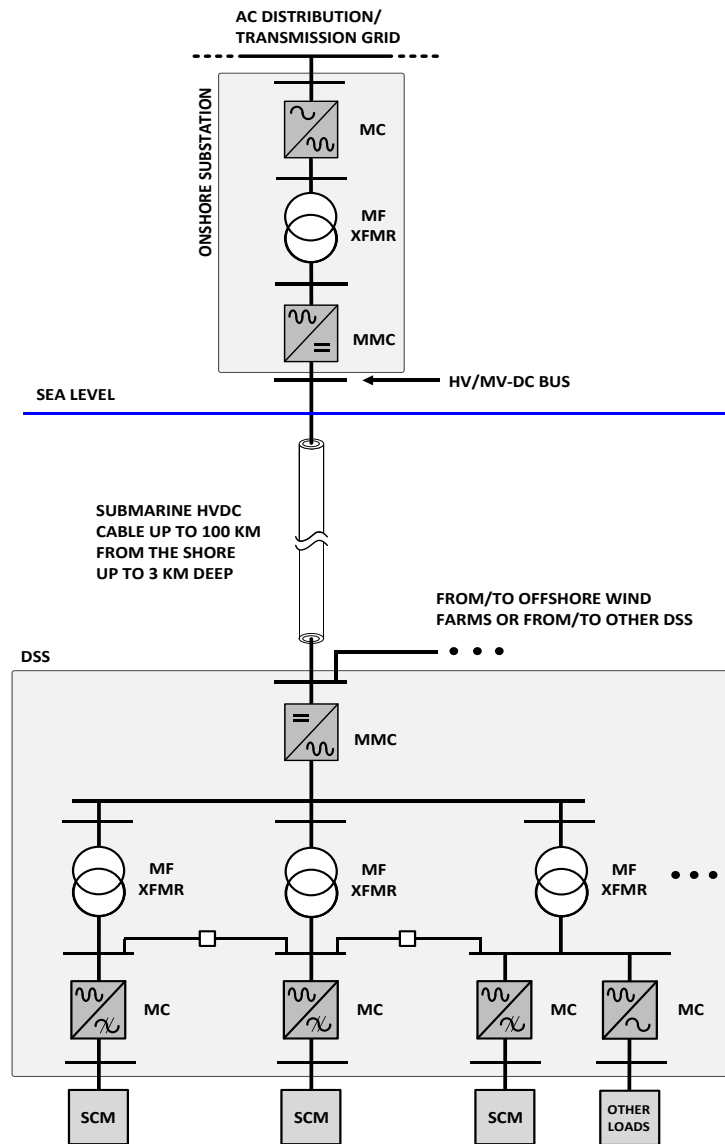 AC DISTRIBUTION/
TRANSMISSION GRID
ONSHORE SUBSTATION
MC
MF
XFMR
MMC
HV/MV-DC BUS
SEA LEVEL
SUBMARINE HVDC
CABLE UP TO 100 KM
FROM THE SHORE
UP TO 3 KM DEEP
FROM/TO OFFSHORE WIND
FARMS OR FROM/TO OTHER DSS
DSS
MMC
MF
XFMR
MF
XFMR
MF
XFMR
MC
MC
MC
MC
SCM
SCM
SCM
OTHER
LOADS